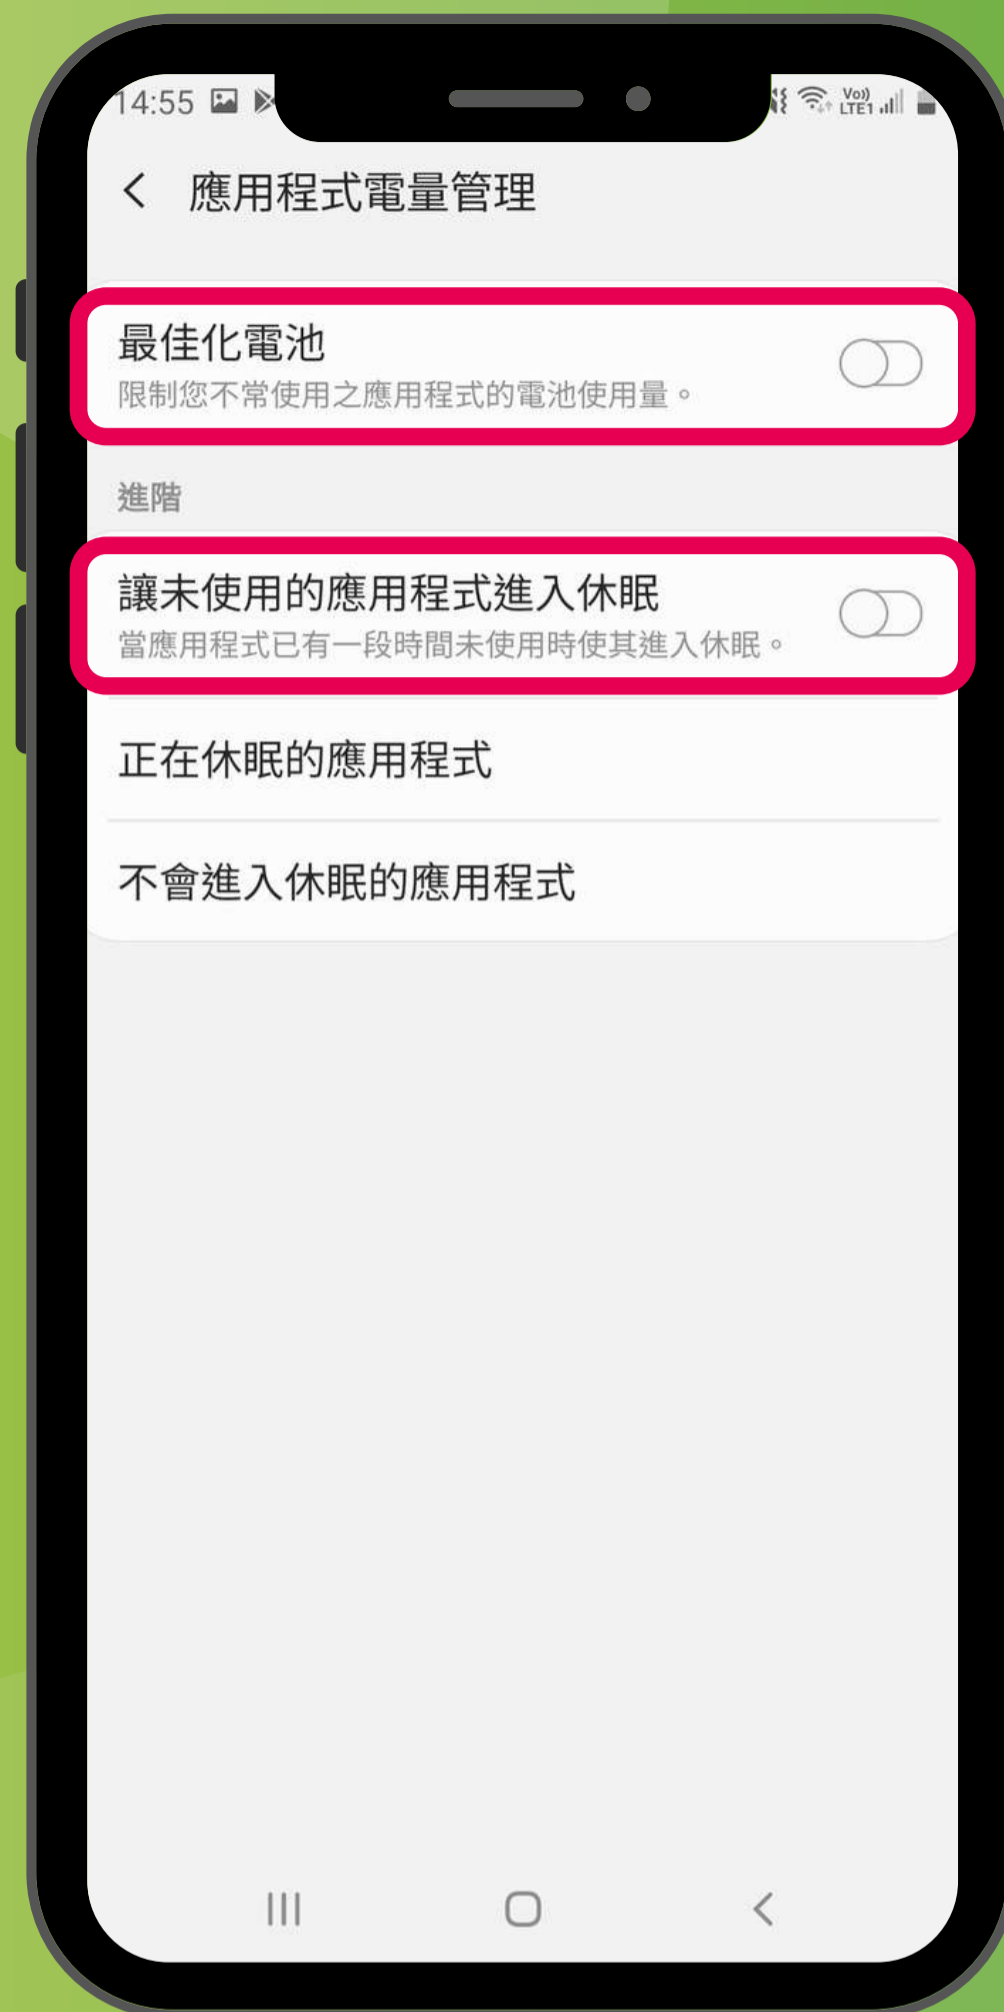 14:55
Vo))
LTE1
應用程式電量管理
最佳化電池
限制您不常使用之應用程式的電池使用量。
進階
讓未使用的應用程式進入休眠
當應用程式已有一段時間未使用時使其進入休眠。
正在休眠的應用程式
不會進入休眠的應用程式